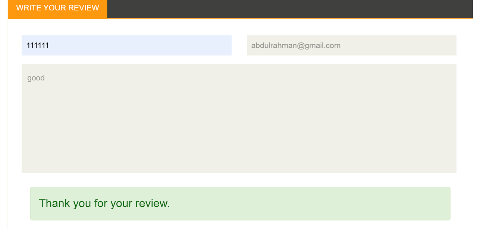 WRITE YOUR REVIEW
111111
abdulrahman@gmail.com
good
Thank you for your review.